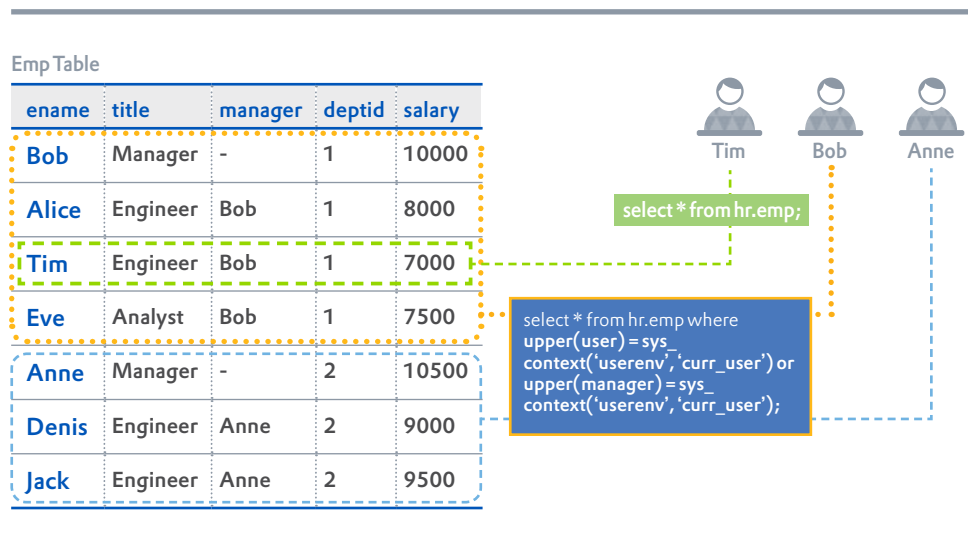 Emp Table
ename title manager deptid salary
Bob Manager - 1 10000
Alice Engineer Bob 1 8000
Tim Engineer Bob 1 7000
Eve Analyst Bob 1 7500
Anne Manager - 2 10500
Denis Engineer Anne 2 9000
Jack Engineer Anne 2 9500
Tim Bob Anne
select * from hr.emp;
select * from hr.emp where
upper(user) = sys_
context(‘userenv’, ‘curr_user’) or
upper(manager) = sys_
context(‘userenv’, ‘curr_user’);